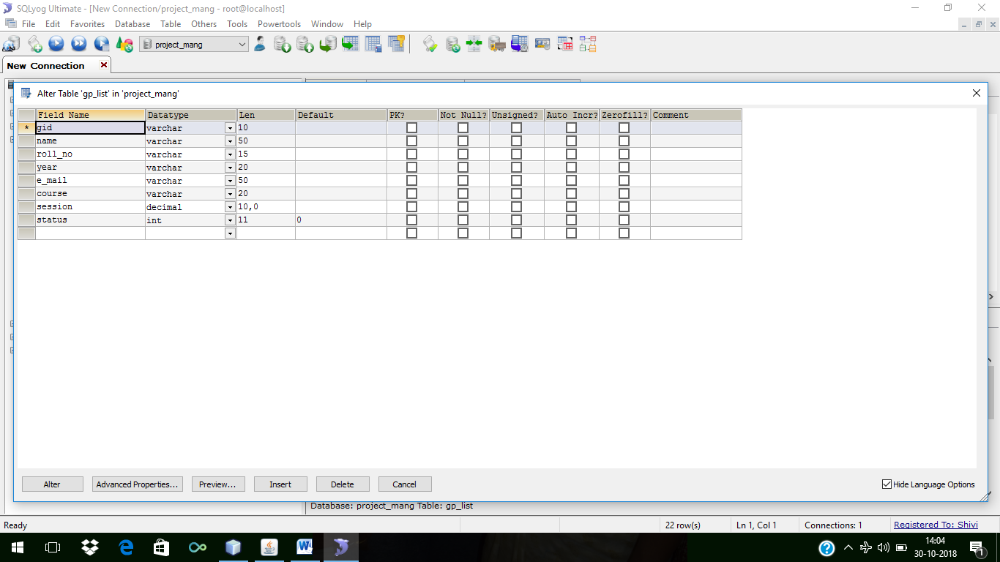 SQLyog Ultimate - [New Connection/project_mang - root@localhost]
File Edit Favorites Database Table Others Tools Powertools Window Help
project_mang
New Connection
Alter Table 'gp_list' in 'project_mang'
Field Name Datatype Len Default PK? Not Null? Unsigned? Auto Incr? Zerofill? Comment
* gid varchar 10
name varchar 50
roll_no varchar 15
year varchar 20
e_mail varchar 50
course varchar 20
session decimal 10,0
status int 11 0
Alter Advanced Properties... Preview... Insert Delete Cancel Hide Language Options
Database: project_mang Table: gp_list
Ready 22 row(s) Ln 1, Col 1 Connections: 1 Registered To: Shivi
14:04
30-10-2018
1